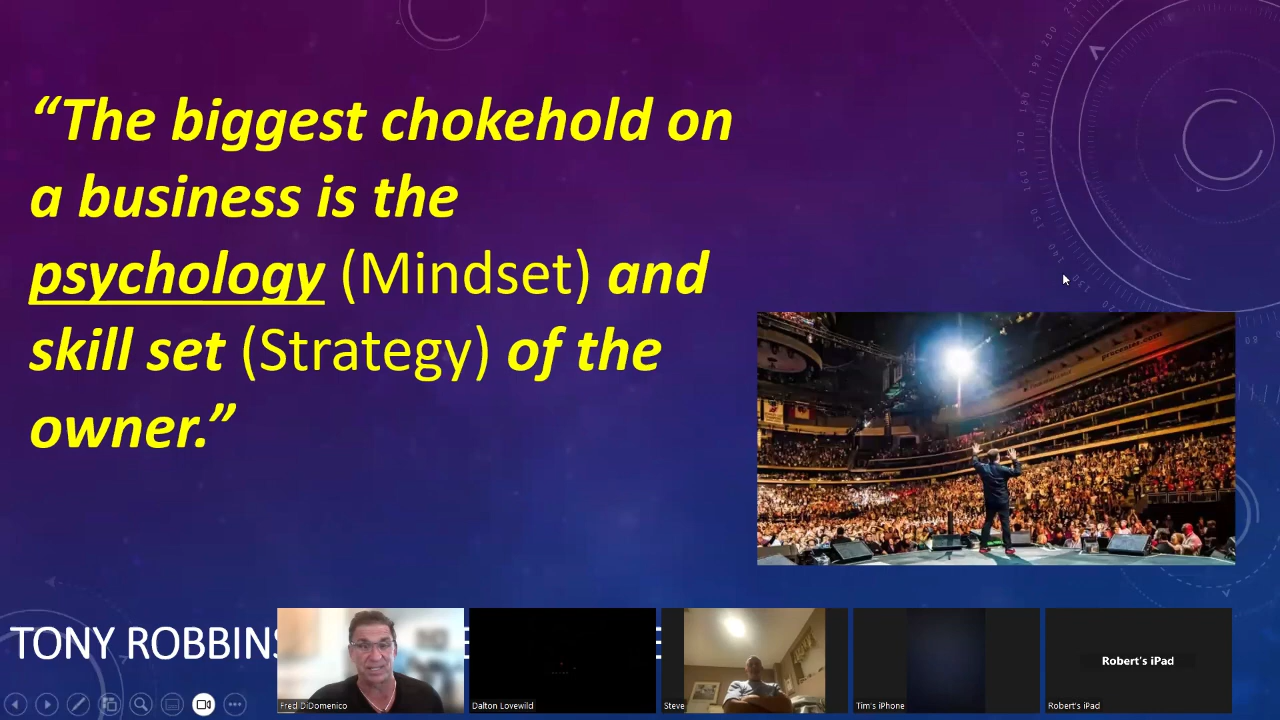 “The biggest chokehold on
a business is the
psychology (Mindset) and
skill set (Strategy) of the
owner.”
TONY ROBBINS
Fred DiDomenico
Dalton Lovewild
Steve
Tim's iPhone
Robert's iPad
Robert's iPad